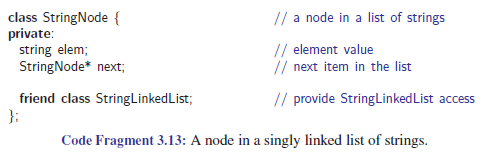 class StringNode { // a node in a list of strings
private:
string elem; // element value
StringNode* next; // next item in the list
friend class StringLinkedList; // provide StringLinkedList access
};
Code Fragment 3.13: A node in a singly linked list of strings.